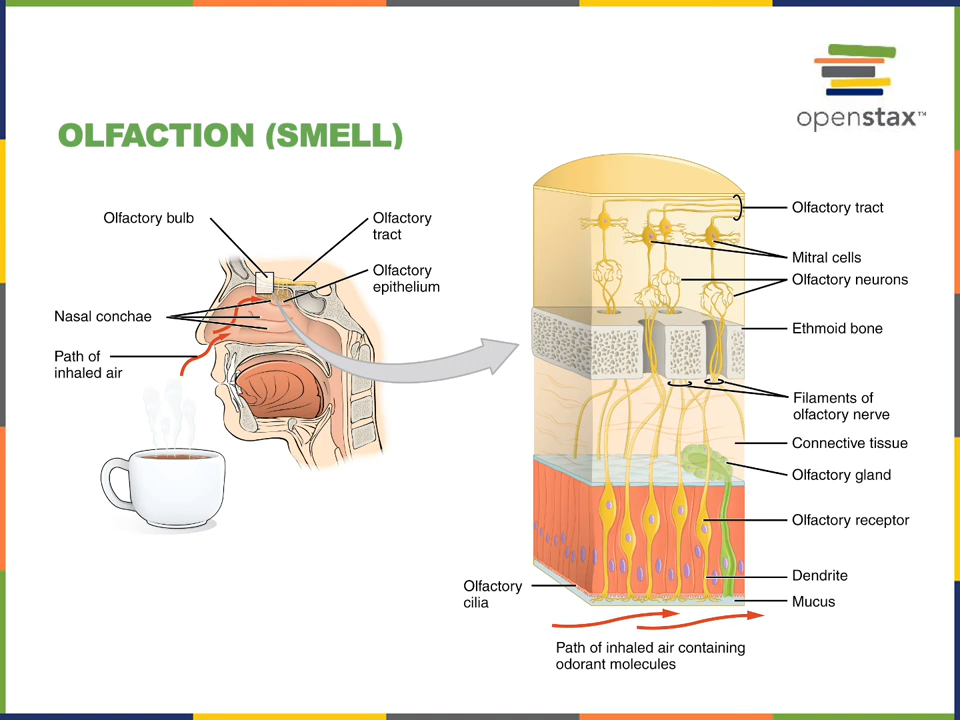 openstax™
OLFACTION (SMELL)
Olfactory bulb
Olfactory
tract
Olfactory
epithelium
Nasal conchae
Path of
inhaled air
Olfactory tract
Mitral cells
Olfactory neurons
Ethmoid bone
Filaments of
olfactory nerve
Connective tissue
Olfactory gland
Olfactory receptor
Dendrite
Mucus
Olfactory
cilia
Path of inhaled air containing
odorant molecules